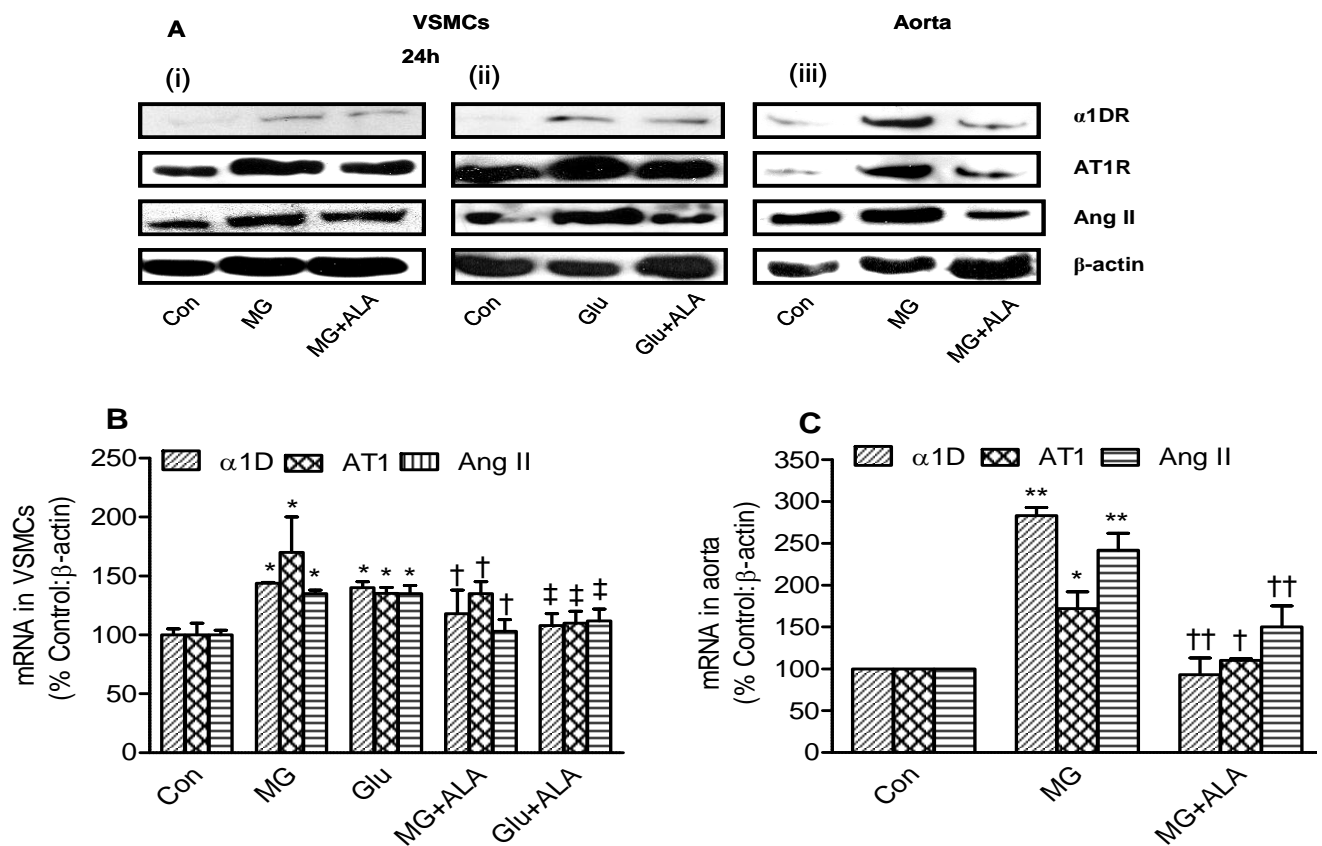 A
VSMCs
Aorta
24h
(i)
(ii)
(iii)
α1DR
AT1R
Ang II
β-actin
Con
MG
MG+ALA
Con
Glu
Glu+ALA
Con
MG
MG+ALA
B
α1D
AT1
Ang II
mRNA in VSMCs
(% Control:β-actin)
250
200
150
100
50
0
*
*
*
*
*
*
†
†
†
‡
‡
‡
Con
MG
Glu
MG+ALA
Glu+ALA
C
α1D
AT1
Ang II
mRNA in aorta
(% Control:β-actin)
350
300
250
200
150
100
50
0
**
*
**
††
†
††
Con
MG
MG+ALA